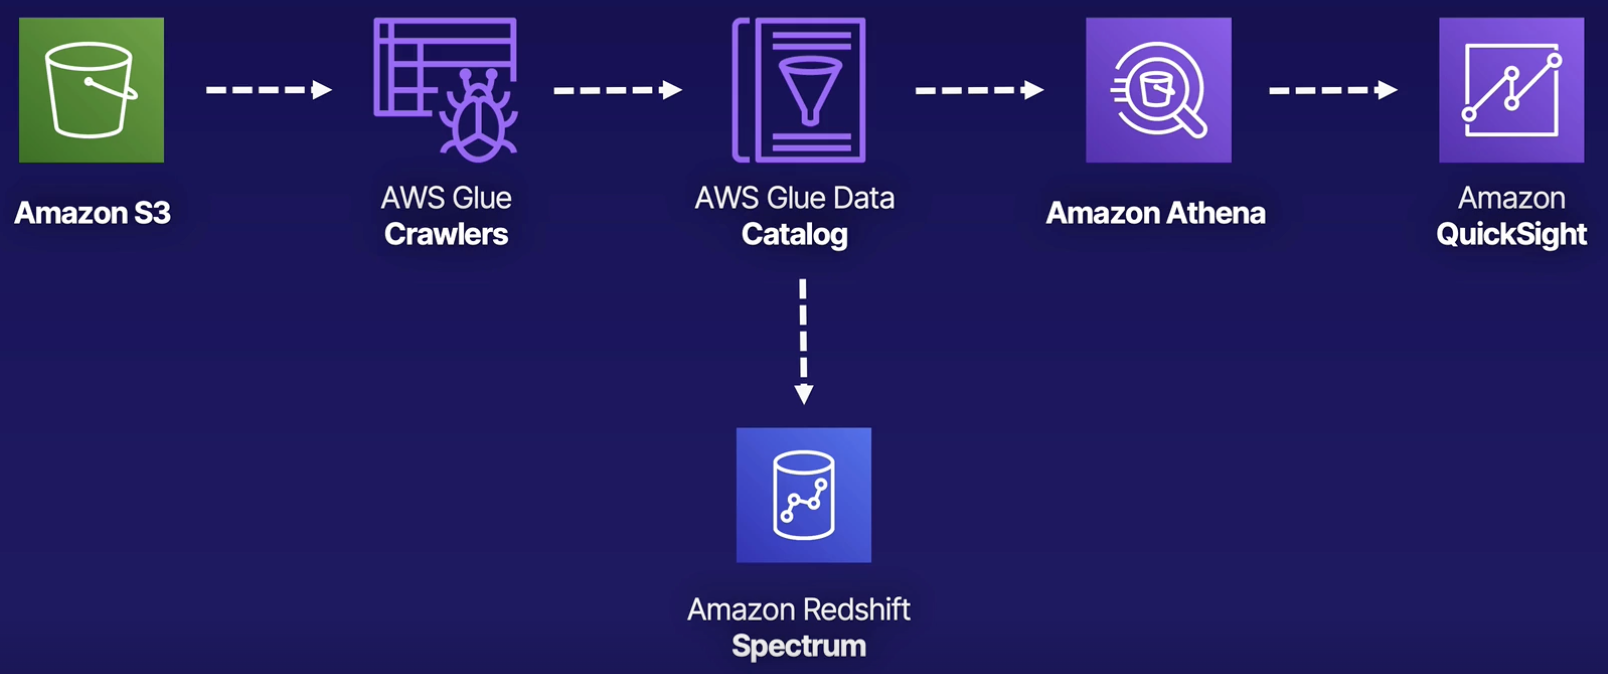 Amazon S3
AWS Glue
Crawlers
AWS Glue Data
Catalog
Amazon Athena
Amazon
QuickSight
Amazon Redshift
Spectrum